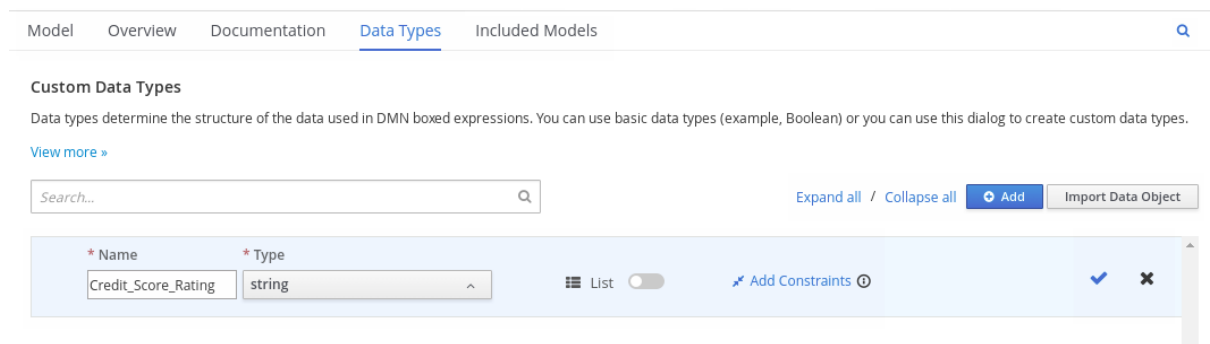 Model Overview Documentation Data Types Included Models
Custom Data Types
Data types determine the structure of the data used in DMN boxed expressions. You can use basic data types (example, Boolean) or you can use this dialog to create custom data types.
View more »
Search... Expand all / Collapse all Add Import Data Object
* Name * Type
Credit_Score_Rating string List Add Constraints